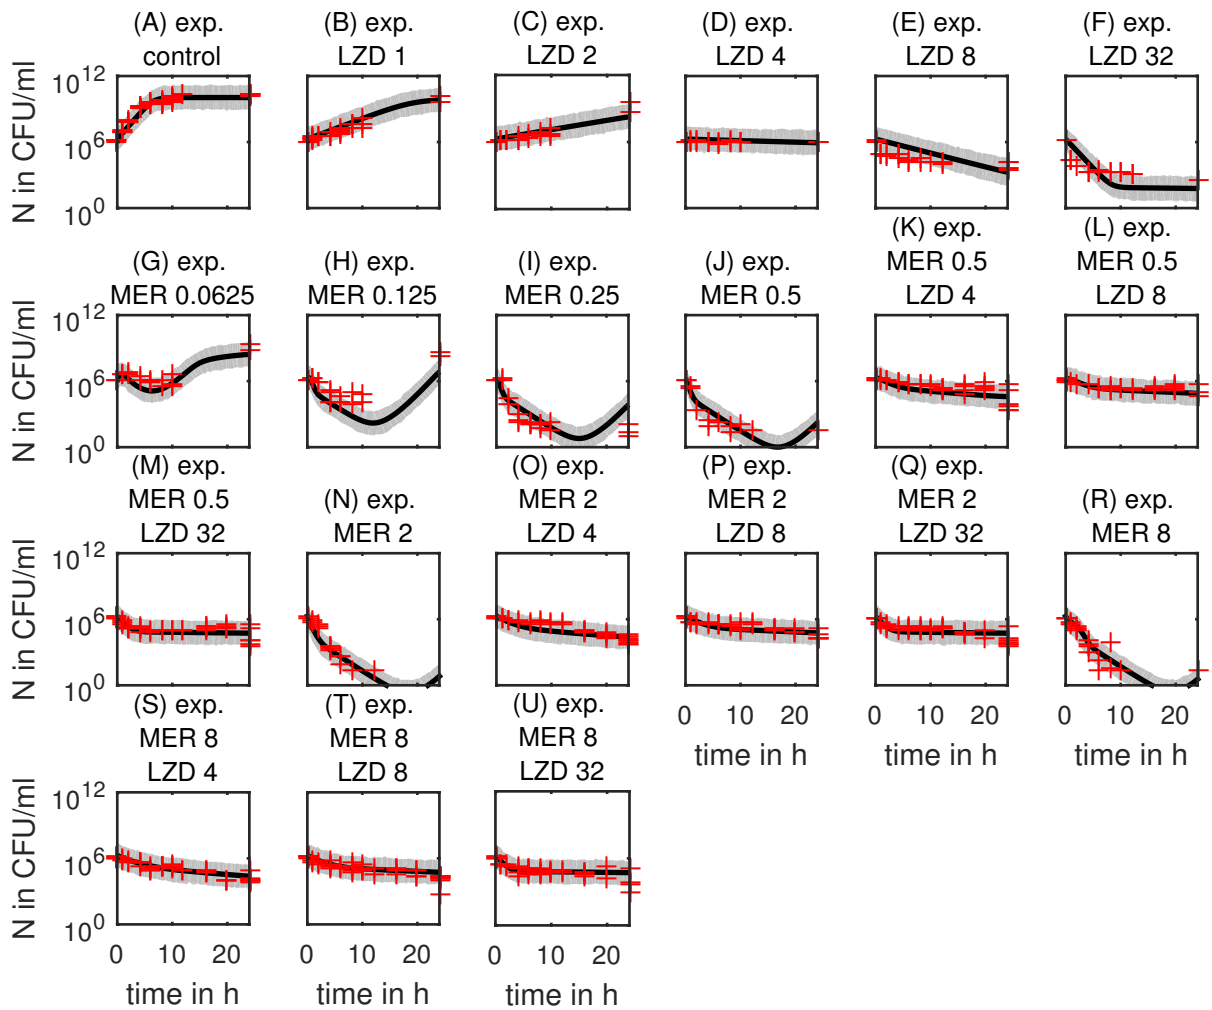 (A) exp.
control
(B) exp.
LZD 1
(C) exp.
LZD 2
(D) exp.
LZD 4
(E) exp.
LZD 8
(F) exp.
LZD 32
N in CFU/ml
10^12
10^6
10^0
(G) exp.
MER 0.0625
(H) exp.
MER 0.125
(I) exp.
MER 0.25
(J) exp.
MER 0.5
(K) exp.
MER 0.5
LZD 4
(L) exp.
MER 0.5
LZD 8
N in CFU/ml
10^12
10^6
10^0
(M) exp.
MER 0.5
LZD 32
(N) exp.
MER 2
(O) exp.
MER 2
LZD 4
(P) exp.
MER 2
LZD 8
(Q) exp.
MER 2
LZD 32
(R) exp.
MER 8
N in CFU/ml
10^12
10^6
10^0
0 10 20
time in h
0 10 20
time in h
0 10 20
time in h
(S) exp.
MER 8
LZD 4
(T) exp.
MER 8
LZD 8
(U) exp.
MER 8
LZD 32
N in CFU/ml
10^12
10^6
10^0
0 10 20
time in h
0 10 20
time in h
0 10 20
time in h